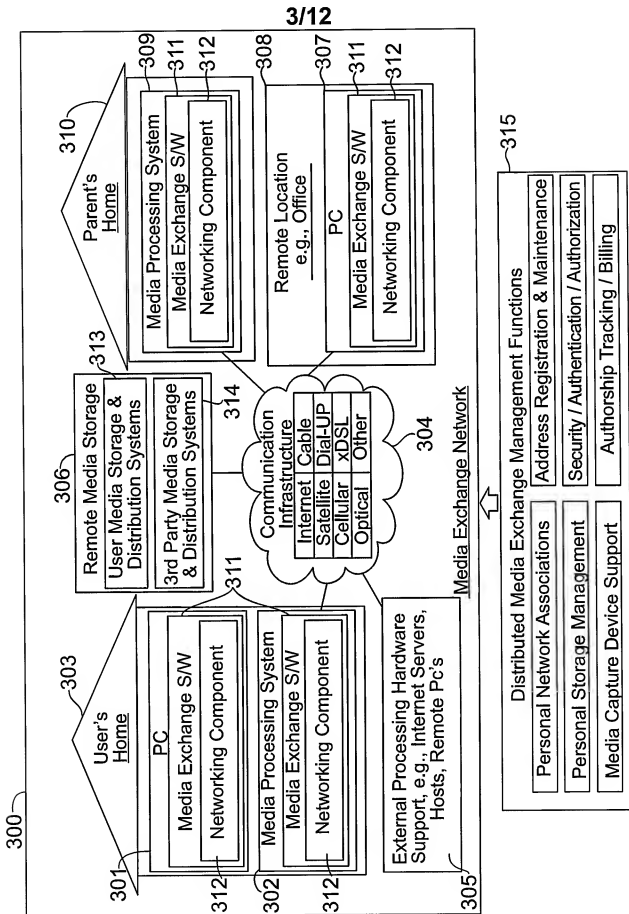 3/12
300
303
User's
Home
301
PC
Media Exchange S/W
Networking Component
312
311
302
Media Processing System
Media Exchange S/W
Networking Component
312
External Processing Hardware
Support, e.g., Internet Servers,
Hosts, Remote Pc's
305
306
Remote Media Storage
313
User Media Storage &
Distribution Systems
3rd Party Media Storage
& Distribution Systems
314
Communication
Infrastructure
Internet Cable
Satellite Dial-UP
Cellular xDSL
Optical Other
304
Media Exchange Network
310
Parent's
Home
309
311
312
Media Processing System
Media Exchange S/W
Networking Component
308
307
311
312
Remote Location
e.g., Office
PC
Media Exchange S/W
Networking Component
315
Distributed Media Exchange Management Functions
Personal Network Associations
Address Registration & Maintenance
Personal Storage Management
Security / Authentication / Authorization
Media Capture Device Support
Authorship Tracking / Billing